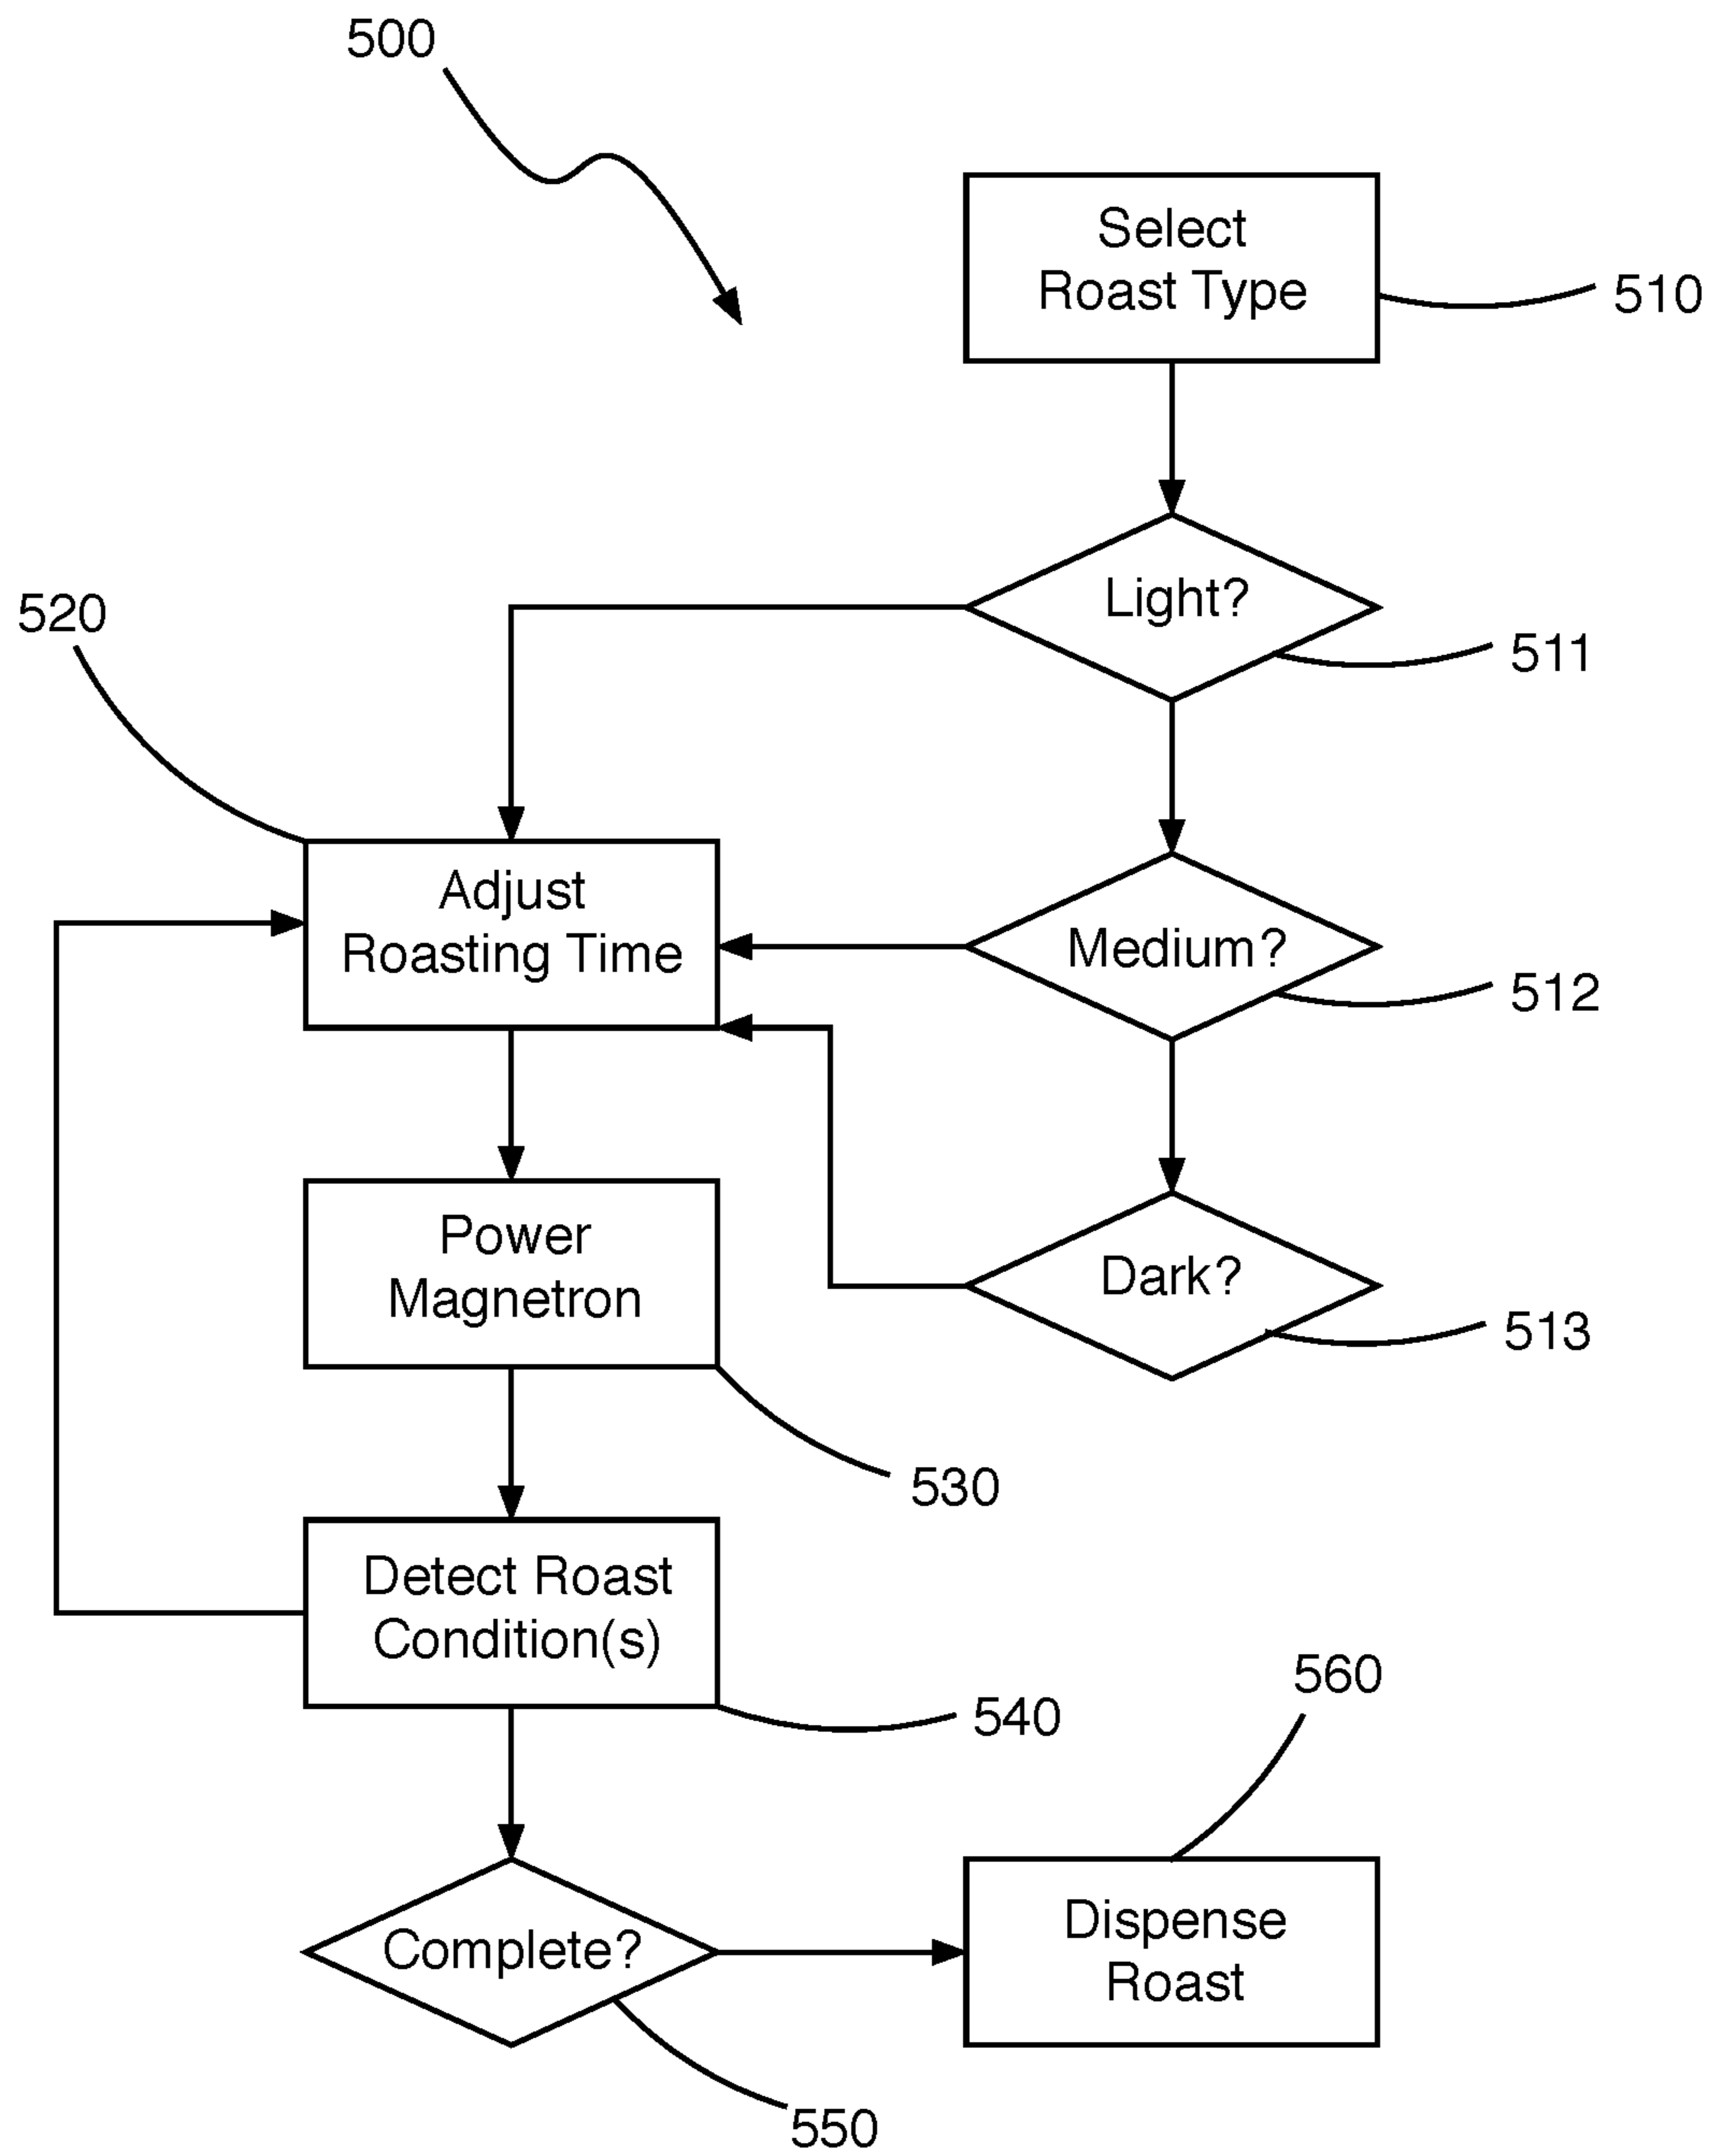 500
Select
Roast Type
510
Light?
511
520
Adjust
Roasting Time
Medium?
512
Power
Magnetron
Dark?
513
530
Detect Roast
Condition(s)
540
560
Complete?
Dispense
Roast
550